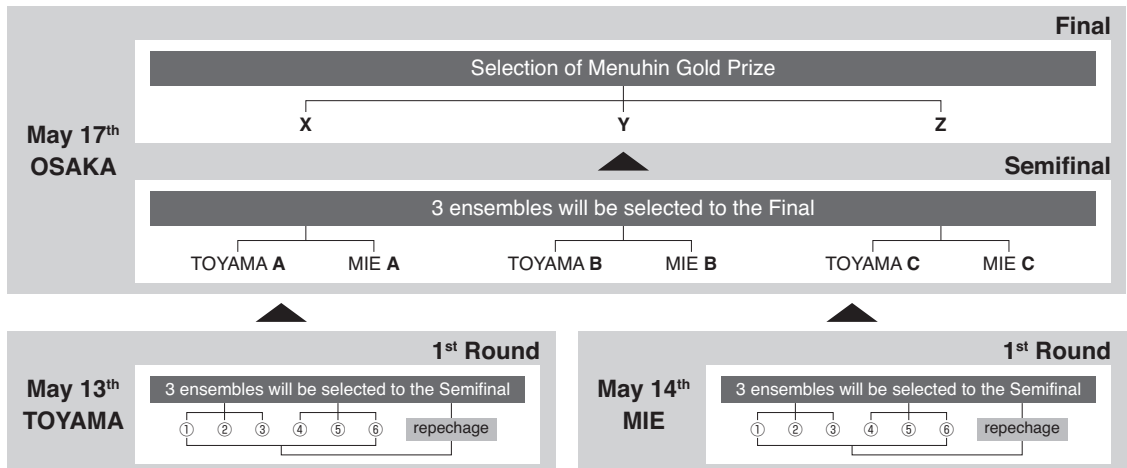 Final
Selection of Menuhin Gold Prize
X Y Z
May 17th
OSAKA
Semifinal
3 ensembles will be selected to the Final
TOYAMA A MIE A TOYAMA B MIE B TOYAMA C MIE C
1st Round
May 13th
TOYAMA
3 ensembles will be selected to the Semifinal
① ② ③ ④ ⑤ ⑥ repechage
1st Round
May 14th
MIE
3 ensembles will be selected to the Semifinal
① ② ③ ④ ⑤ ⑥ repechage